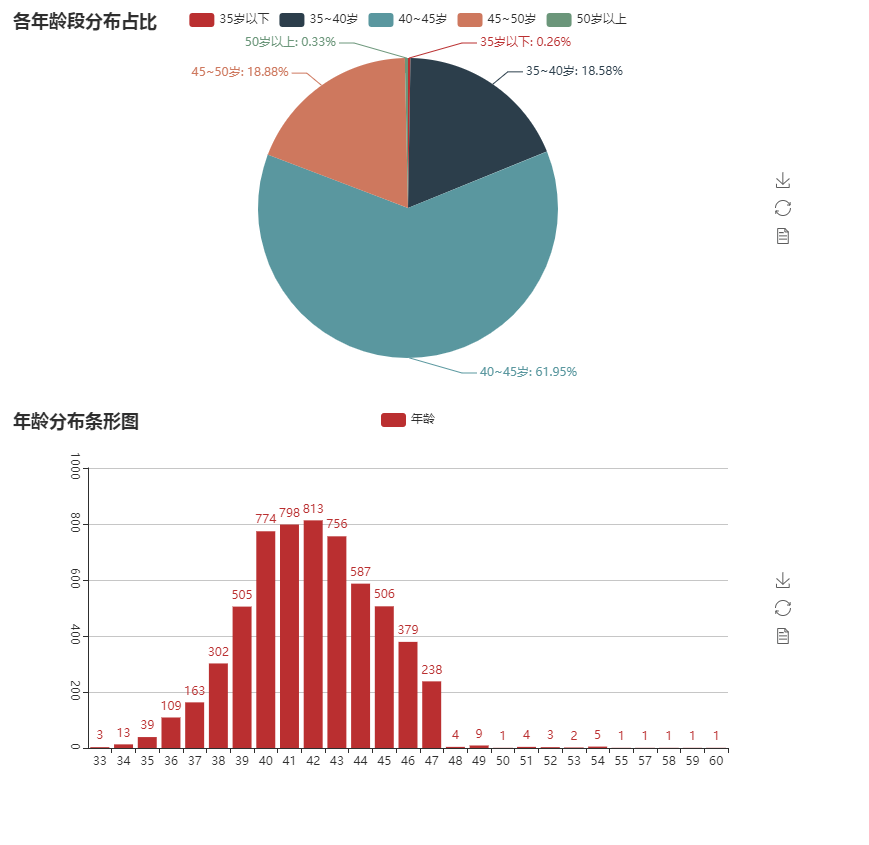 各年龄段分布占比
35岁以下 35~40岁 40~45岁 45~50岁 50岁以上
50岁以上: 0.33% 35岁以下: 0.26%
45~50岁: 18.88% 35~40岁: 18.58%
40~45岁: 61.95%
年龄分布条形图
年龄
1000
800
600
400
200
0
3 13 39 109 163 302 505 774 798 813 756 587 506 379 238 4 9 1 4 3 2 5 1 1 1 1 1
33 34 35 36 37 38 39 40 41 42 43 44 45 46 47 48 49 50 51 52 53 54 55 57 58 59 60